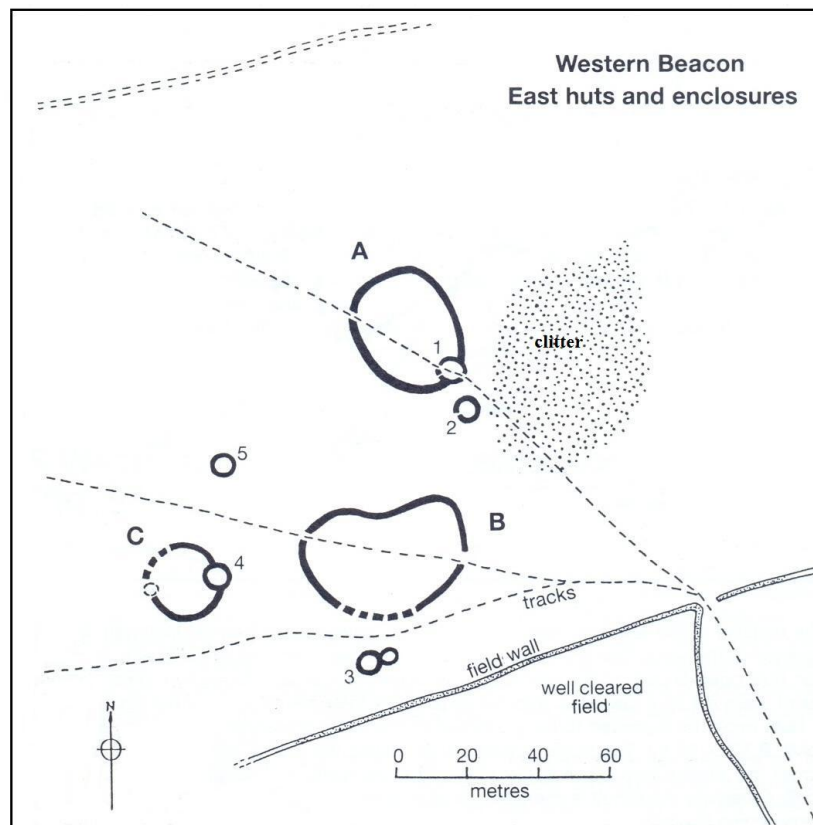 Western Beacon
East huts and enclosures
A
1
clitter
2
5
B
C
4
tracks
3
field wall
well cleared
field
N
0 20 40 60
metres